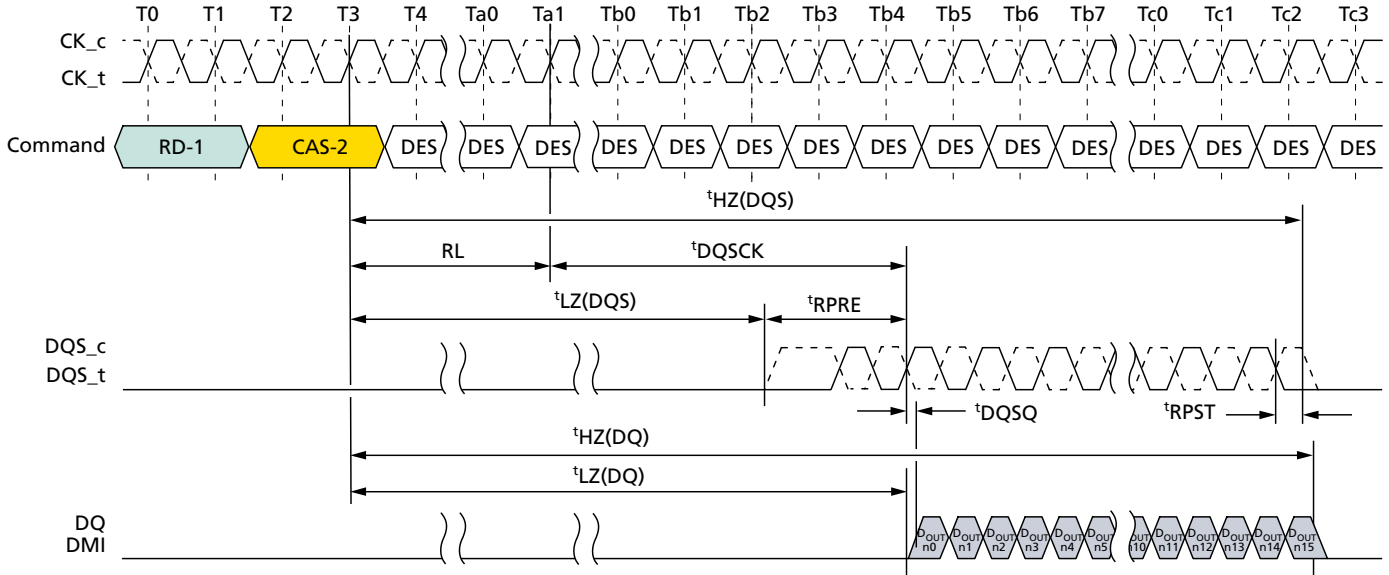 T0 T1 T2 T3 T4 Ta0 Ta1 Tb0 Tb1 Tb2 Tb3 Tb4 Tb5 Tb6 Tb7 Tc0 Tc1 Tc2 Tc3
CK_c
CK_t
Command RD-1 CAS-2 DES DES DES DES DES DES DES DES DES DES DES DES DES DES DES DES
tHZ(DQS)
RL tDQSCK
tLZ(DQS) tRPRE
DQS_c
DQS_t
tDQSQ tRPST
tHZ(DQ)
tLZ(DQ)
DQ
DMI
DOUT DOUT DOUT DOUT DOUT DOUT DOUT DOUT DOUT DOUT DOUT DOUT
n0 n1 n2 n3 n4 n5 n10 n11 n12 n13 n14 n15